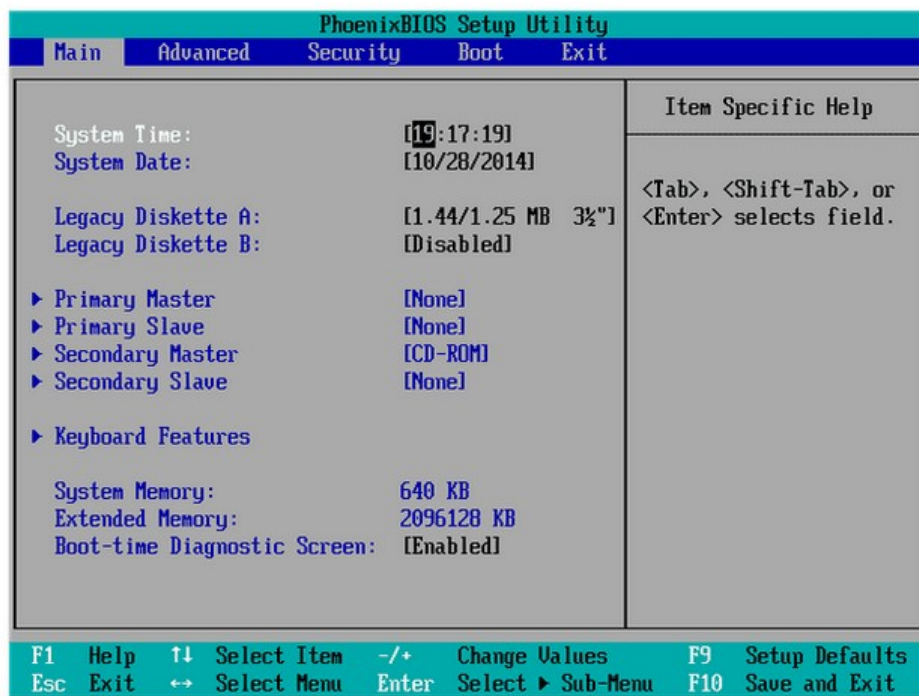 PhoenixBIOS Setup Utility
Main Advanced Security Boot Exit
Item Specific Help
System Time: [19:17:19]
System Date: [10/28/2014]
<Tab>, <Shift-Tab>, or
<Enter> selects field.
Legacy Diskette A: [1.44/1.25 MB 3½"]
Legacy Diskette B: [Disabled]
▶ Primary Master [None]
▶ Primary Slave [None]
▶ Secondary Master [CD-ROM]
▶ Secondary Slave [None]
▶ Keyboard Features
System Memory: 640 KB
Extended Memory: 2096128 KB
Boot-time Diagnostic Screen: [Enabled]
F1 Help ↑↓ Select Item -/+ Change Values F9 Setup Defaults
Esc Exit ↔ Select Menu Enter Select ▶ Sub-Menu F10 Save and Exit